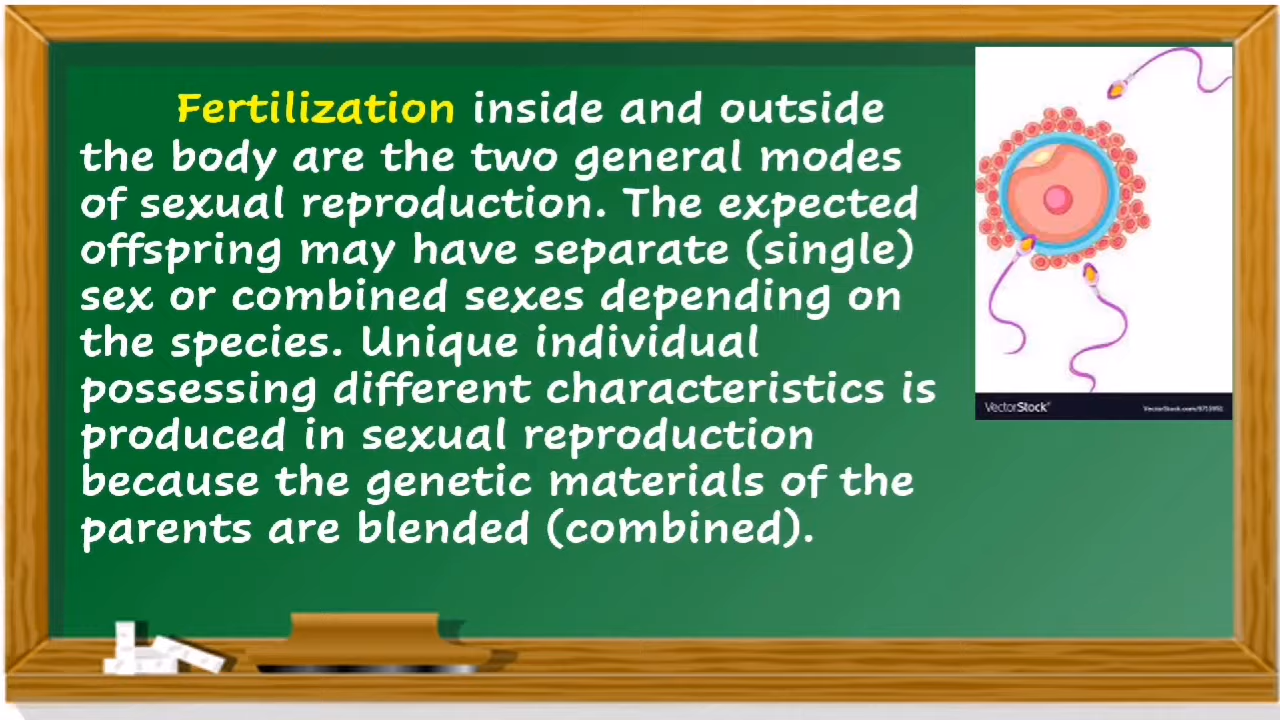 Fertilization inside and outside
the body are the two general modes
of sexual reproduction. The expected
offspring may have separate (single)
sex or combined sexes depending on
the species. Unique individual
possessing different characteristics is
produced in sexual reproduction
because the genetic materials of the
parents are blended (combined).
VectorStock®